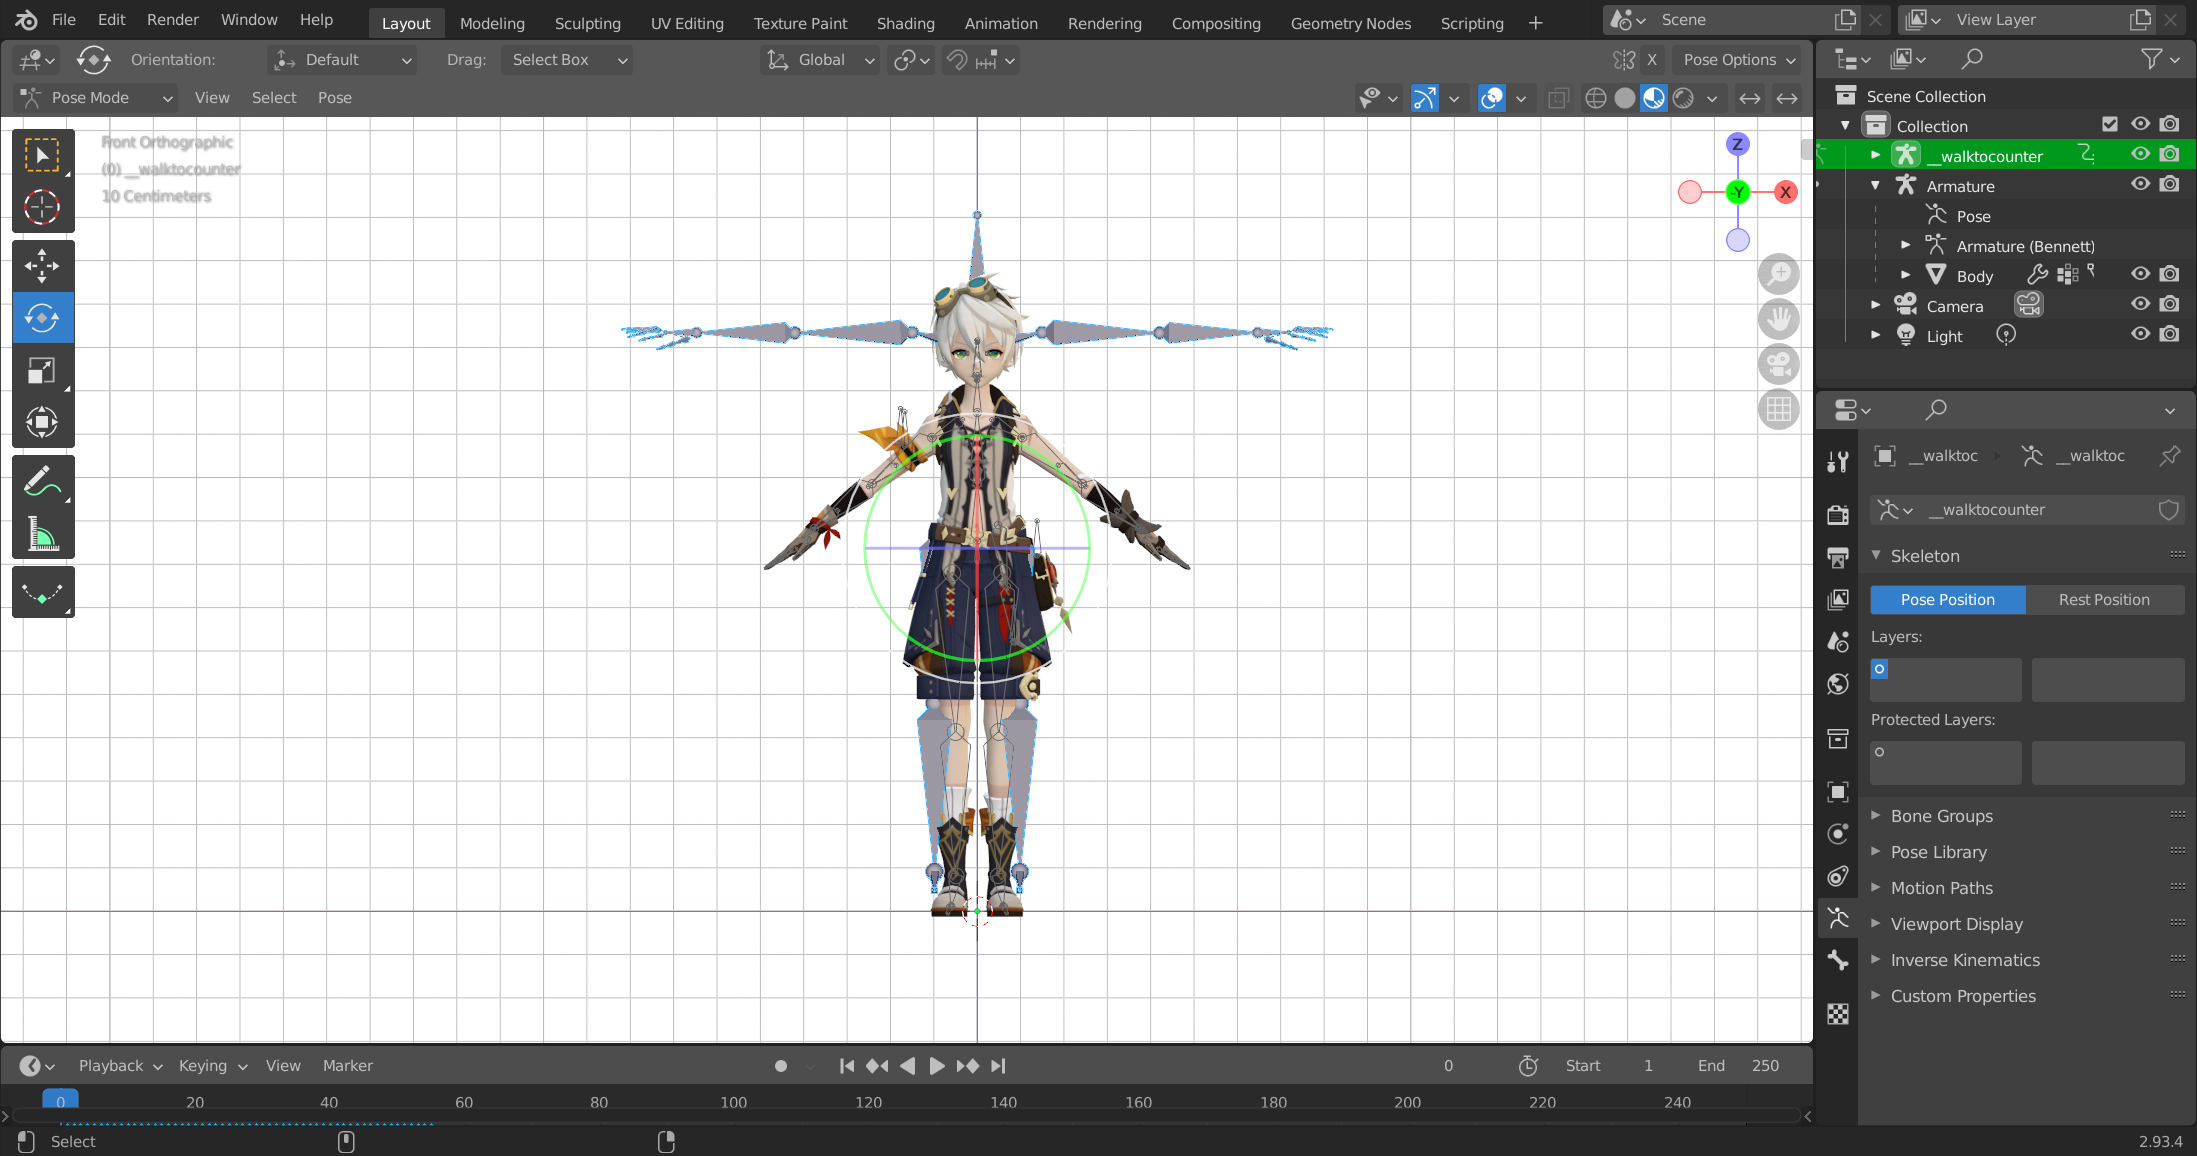 File Edit Render Window Help Layout Modeling Sculpting UV Editing Texture Paint Shading Animation Rendering Compositing Geometry Nodes Scripting + Scene View Layer
Orientation: Default Drag: Select Box Global X Pose Options
Pose Mode View Select Pose
Front Orthographic
(0) __walktocounter
10 Centimeters
Z
-Y X
Scene Collection
Collection
__walktocounter
Armature
Pose
Armature (Bennett)
Body
Camera
Light
__walktoc __walktoc
__walktocounter
Skeleton
Pose Position Rest Position
Layers:
Protected Layers:
Bone Groups
Pose Library
Motion Paths
Viewport Display
Inverse Kinematics
Custom Properties
Playback Keying View Marker 0 Start 1 End 250
0 20 40 60 80 100 120 140 160 180 200 220 240
Select 2.93.4